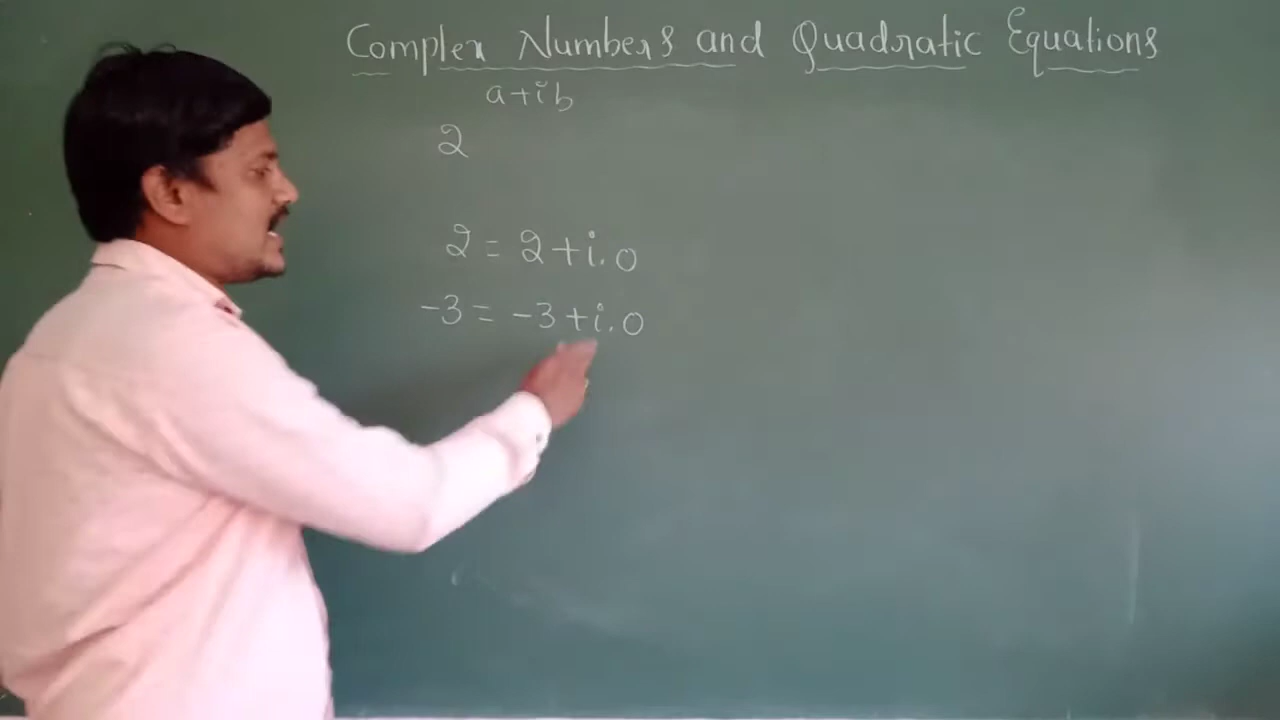 Complex Numbers and Quadratic Equations
a+ib
2
2 = 2+i.0
-3 = -3+i.0